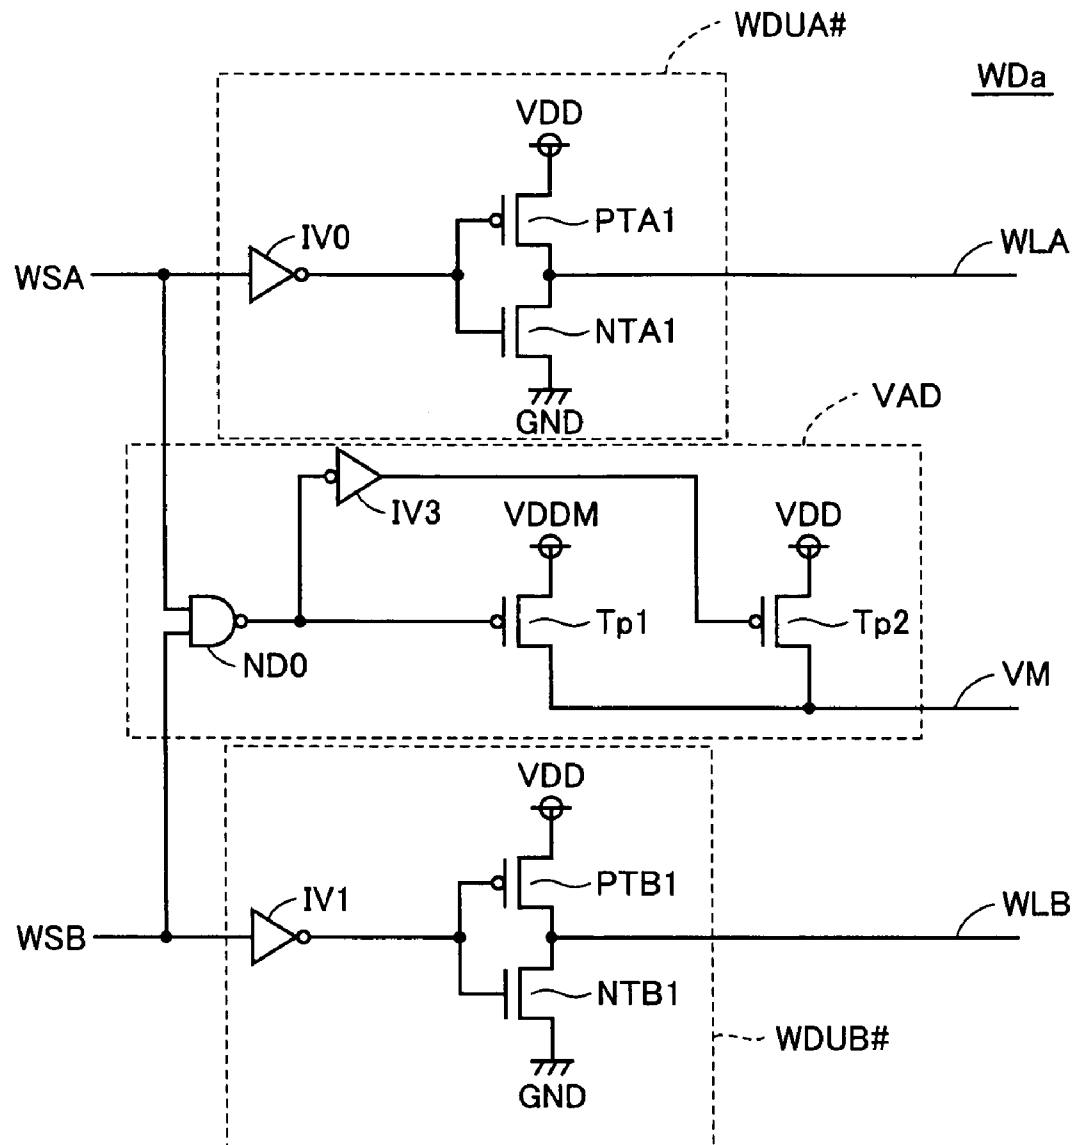 WDUA#
WDa
VDD
PTA1
IV0
WSA
WLA
NTA1
GND
VAD
IV3
VDDM
VDD
Tp1
Tp2
ND0
VM
VDD
PTB1
IV1
WSB
WLB
NTB1
WDUB#
GND